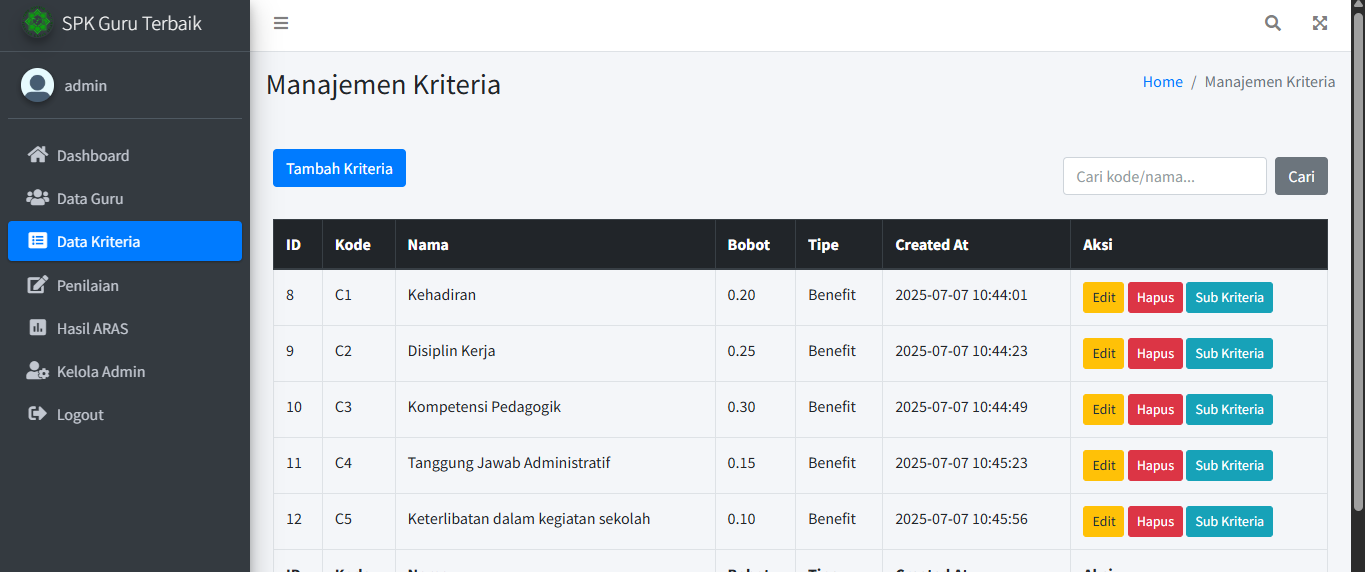 SPK Guru Terbaik
admin
Dashboard
Data Guru
Data Kriteria
Penilaian
Hasil ARAS
Kelola Admin
Logout
Manajemen Kriteria
Home / Manajemen Kriteria
Tambah Kriteria
Cari kode/nama... Cari
ID Kode Nama Bobot Tipe Created At Aksi
8 C1 Kehadiran 0.20 Benefit 2025-07-07 10:44:01 Edit Hapus Sub Kriteria
9 C2 Disiplin Kerja 0.25 Benefit 2025-07-07 10:44:23 Edit Hapus Sub Kriteria
10 C3 Kompetensi Pedagogik 0.30 Benefit 2025-07-07 10:44:49 Edit Hapus Sub Kriteria
11 C4 Tanggung Jawab Administratif 0.15 Benefit 2025-07-07 10:45:23 Edit Hapus Sub Kriteria
12 C5 Keterlibatan dalam kegiatan sekolah 0.10 Benefit 2025-07-07 10:45:56 Edit Hapus Sub Kriteria